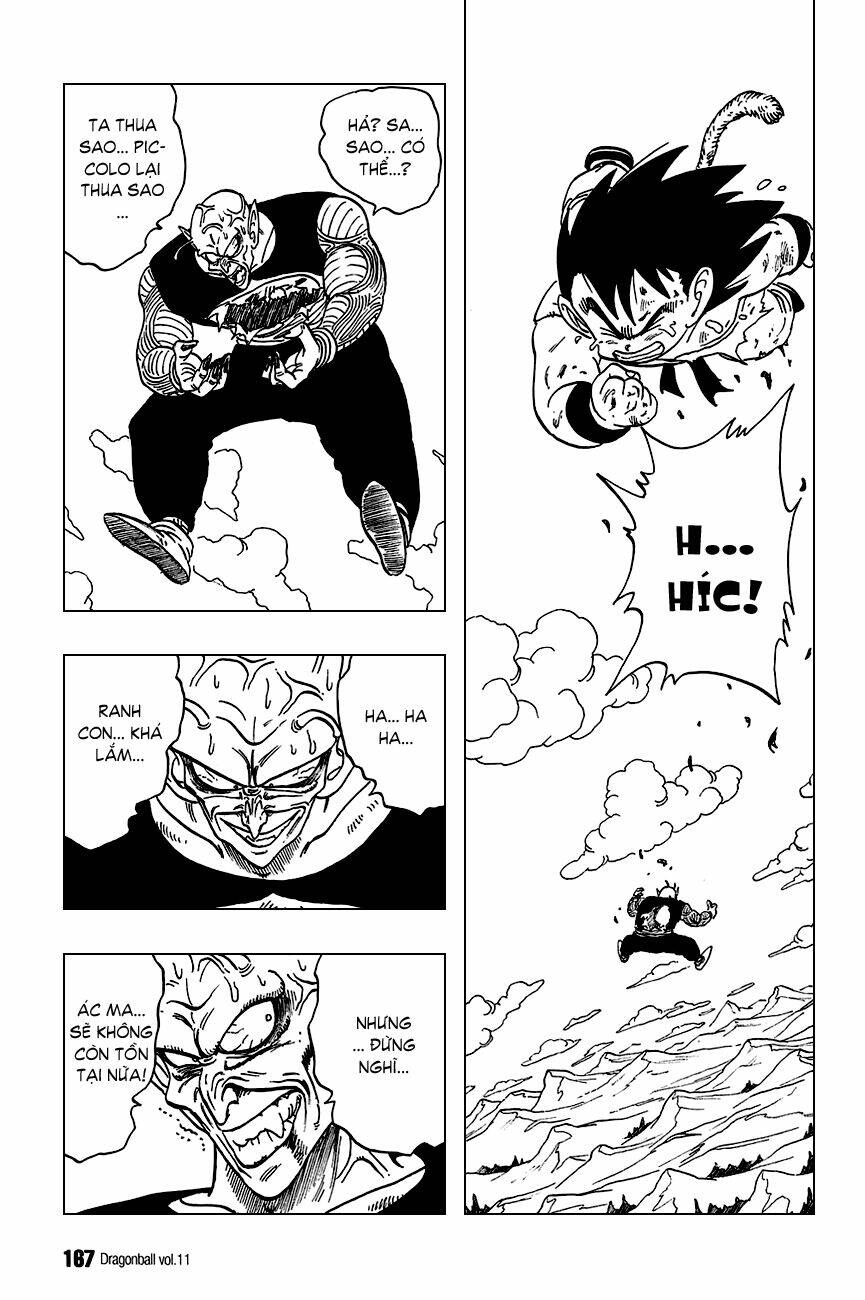 H...
HÍC!
HÁ? SA...
SAO... CÓ
THỂ...?
TA THUA
SAO... PIC-
COLO LẠI
THUA SAO
...
HA... HA
HA...
RANH
CON... KHÁ
LẮM...
NHƯNG
... ĐỪNG
NGHĨ...
ÁC MA...
SẼ KHÔNG
CÒN TỒN
TẠI NỮA!
167 Dragonball vol.11